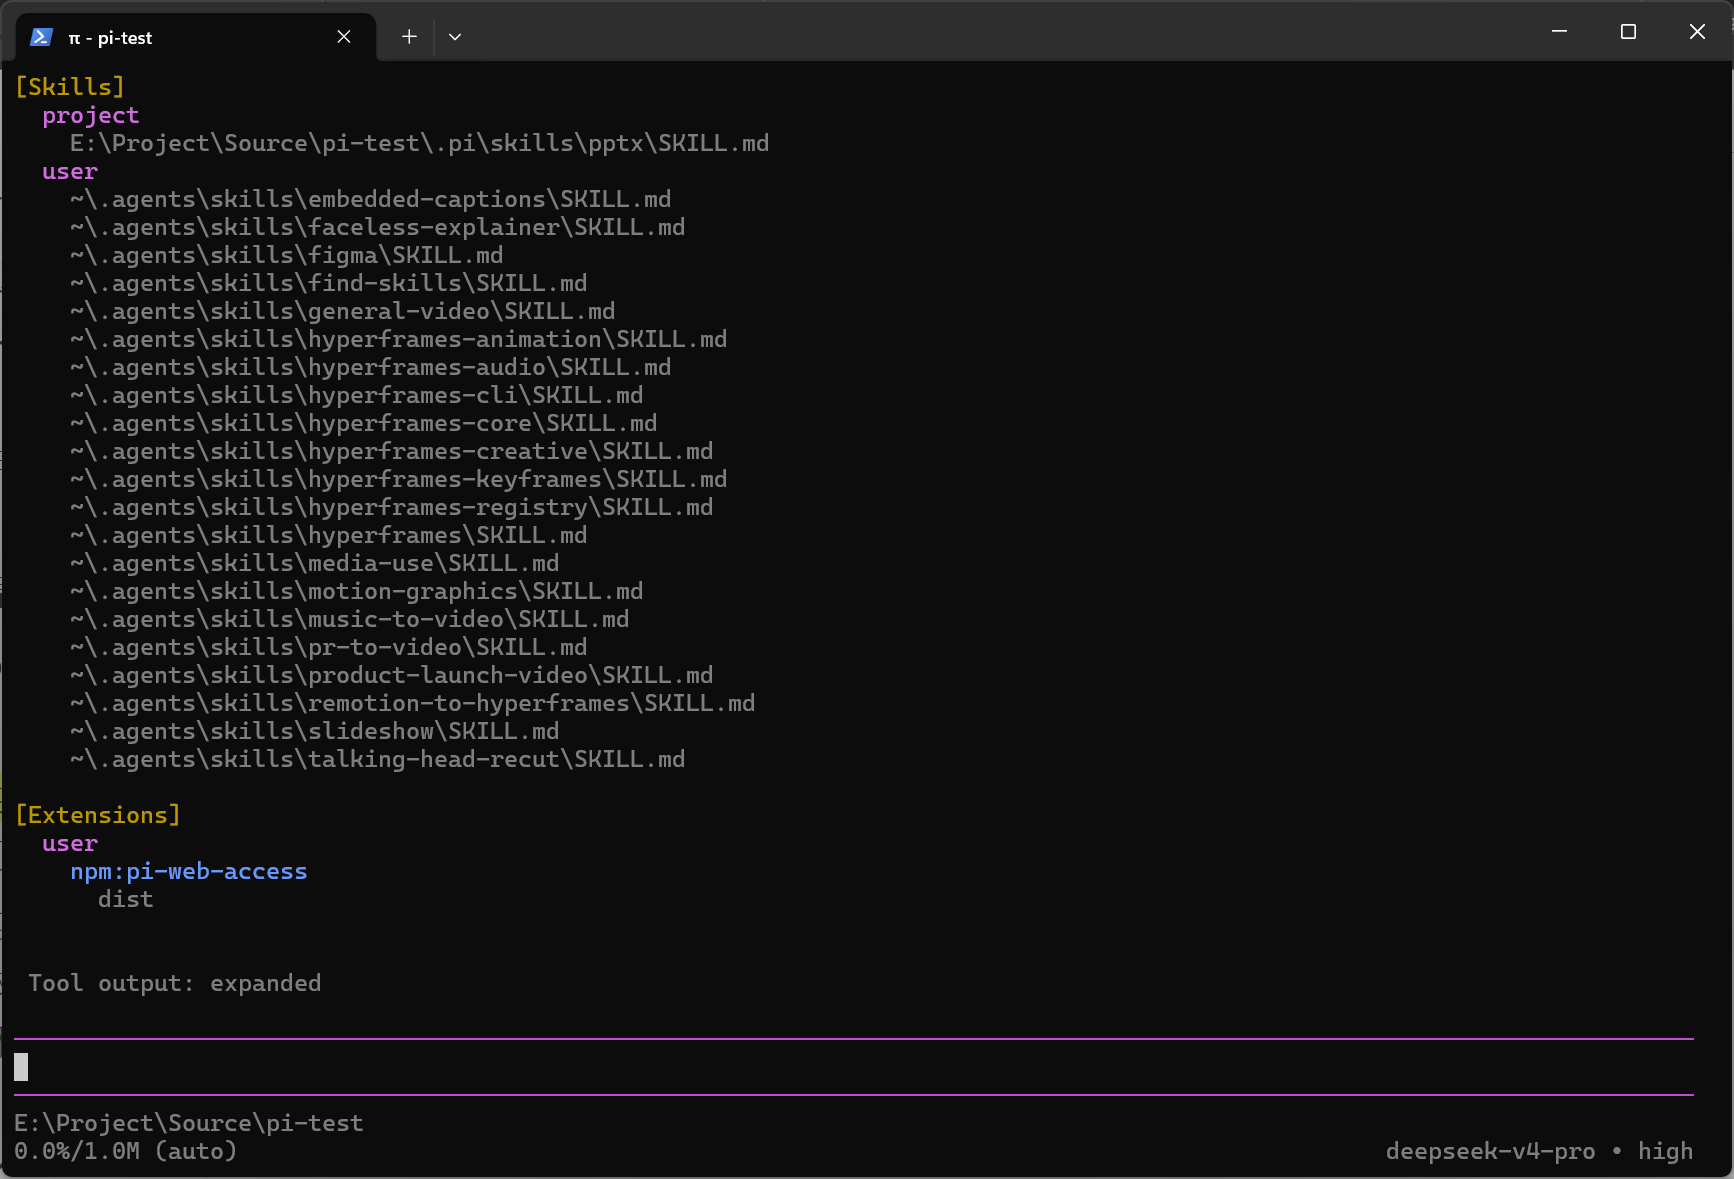 π - pi-test
[Skills]
project
E:\Project\Source\pi-test\.pi\skills\pptx\SKILL.md
user
~\.agents\skills\embedded-captions\SKILL.md
~\.agents\skills\faceless-explainer\SKILL.md
~\.agents\skills\figma\SKILL.md
~\.agents\skills\find-skills\SKILL.md
~\.agents\skills\general-video\SKILL.md
~\.agents\skills\hyperframes-animation\SKILL.md
~\.agents\skills\hyperframes-audio\SKILL.md
~\.agents\skills\hyperframes-cli\SKILL.md
~\.agents\skills\hyperframes-core\SKILL.md
~\.agents\skills\hyperframes-creative\SKILL.md
~\.agents\skills\hyperframes-keyframes\SKILL.md
~\.agents\skills\hyperframes-registry\SKILL.md
~\.agents\skills\hyperframes\SKILL.md
~\.agents\skills\media-use\SKILL.md
~\.agents\skills\motion-graphics\SKILL.md
~\.agents\skills\music-to-video\SKILL.md
~\.agents\skills\pr-to-video\SKILL.md
~\.agents\skills\product-launch-video\SKILL.md
~\.agents\skills\remotion-to-hyperframes\SKILL.md
~\.agents\skills\slideshow\SKILL.md
~\.agents\skills\talking-head-recut\SKILL.md
[Extensions]
user
npm:pi-web-access
dist
Tool output: expanded
E:\Project\Source\pi-test
0.0%/1.0M (auto) deepseek-v4-pro • high